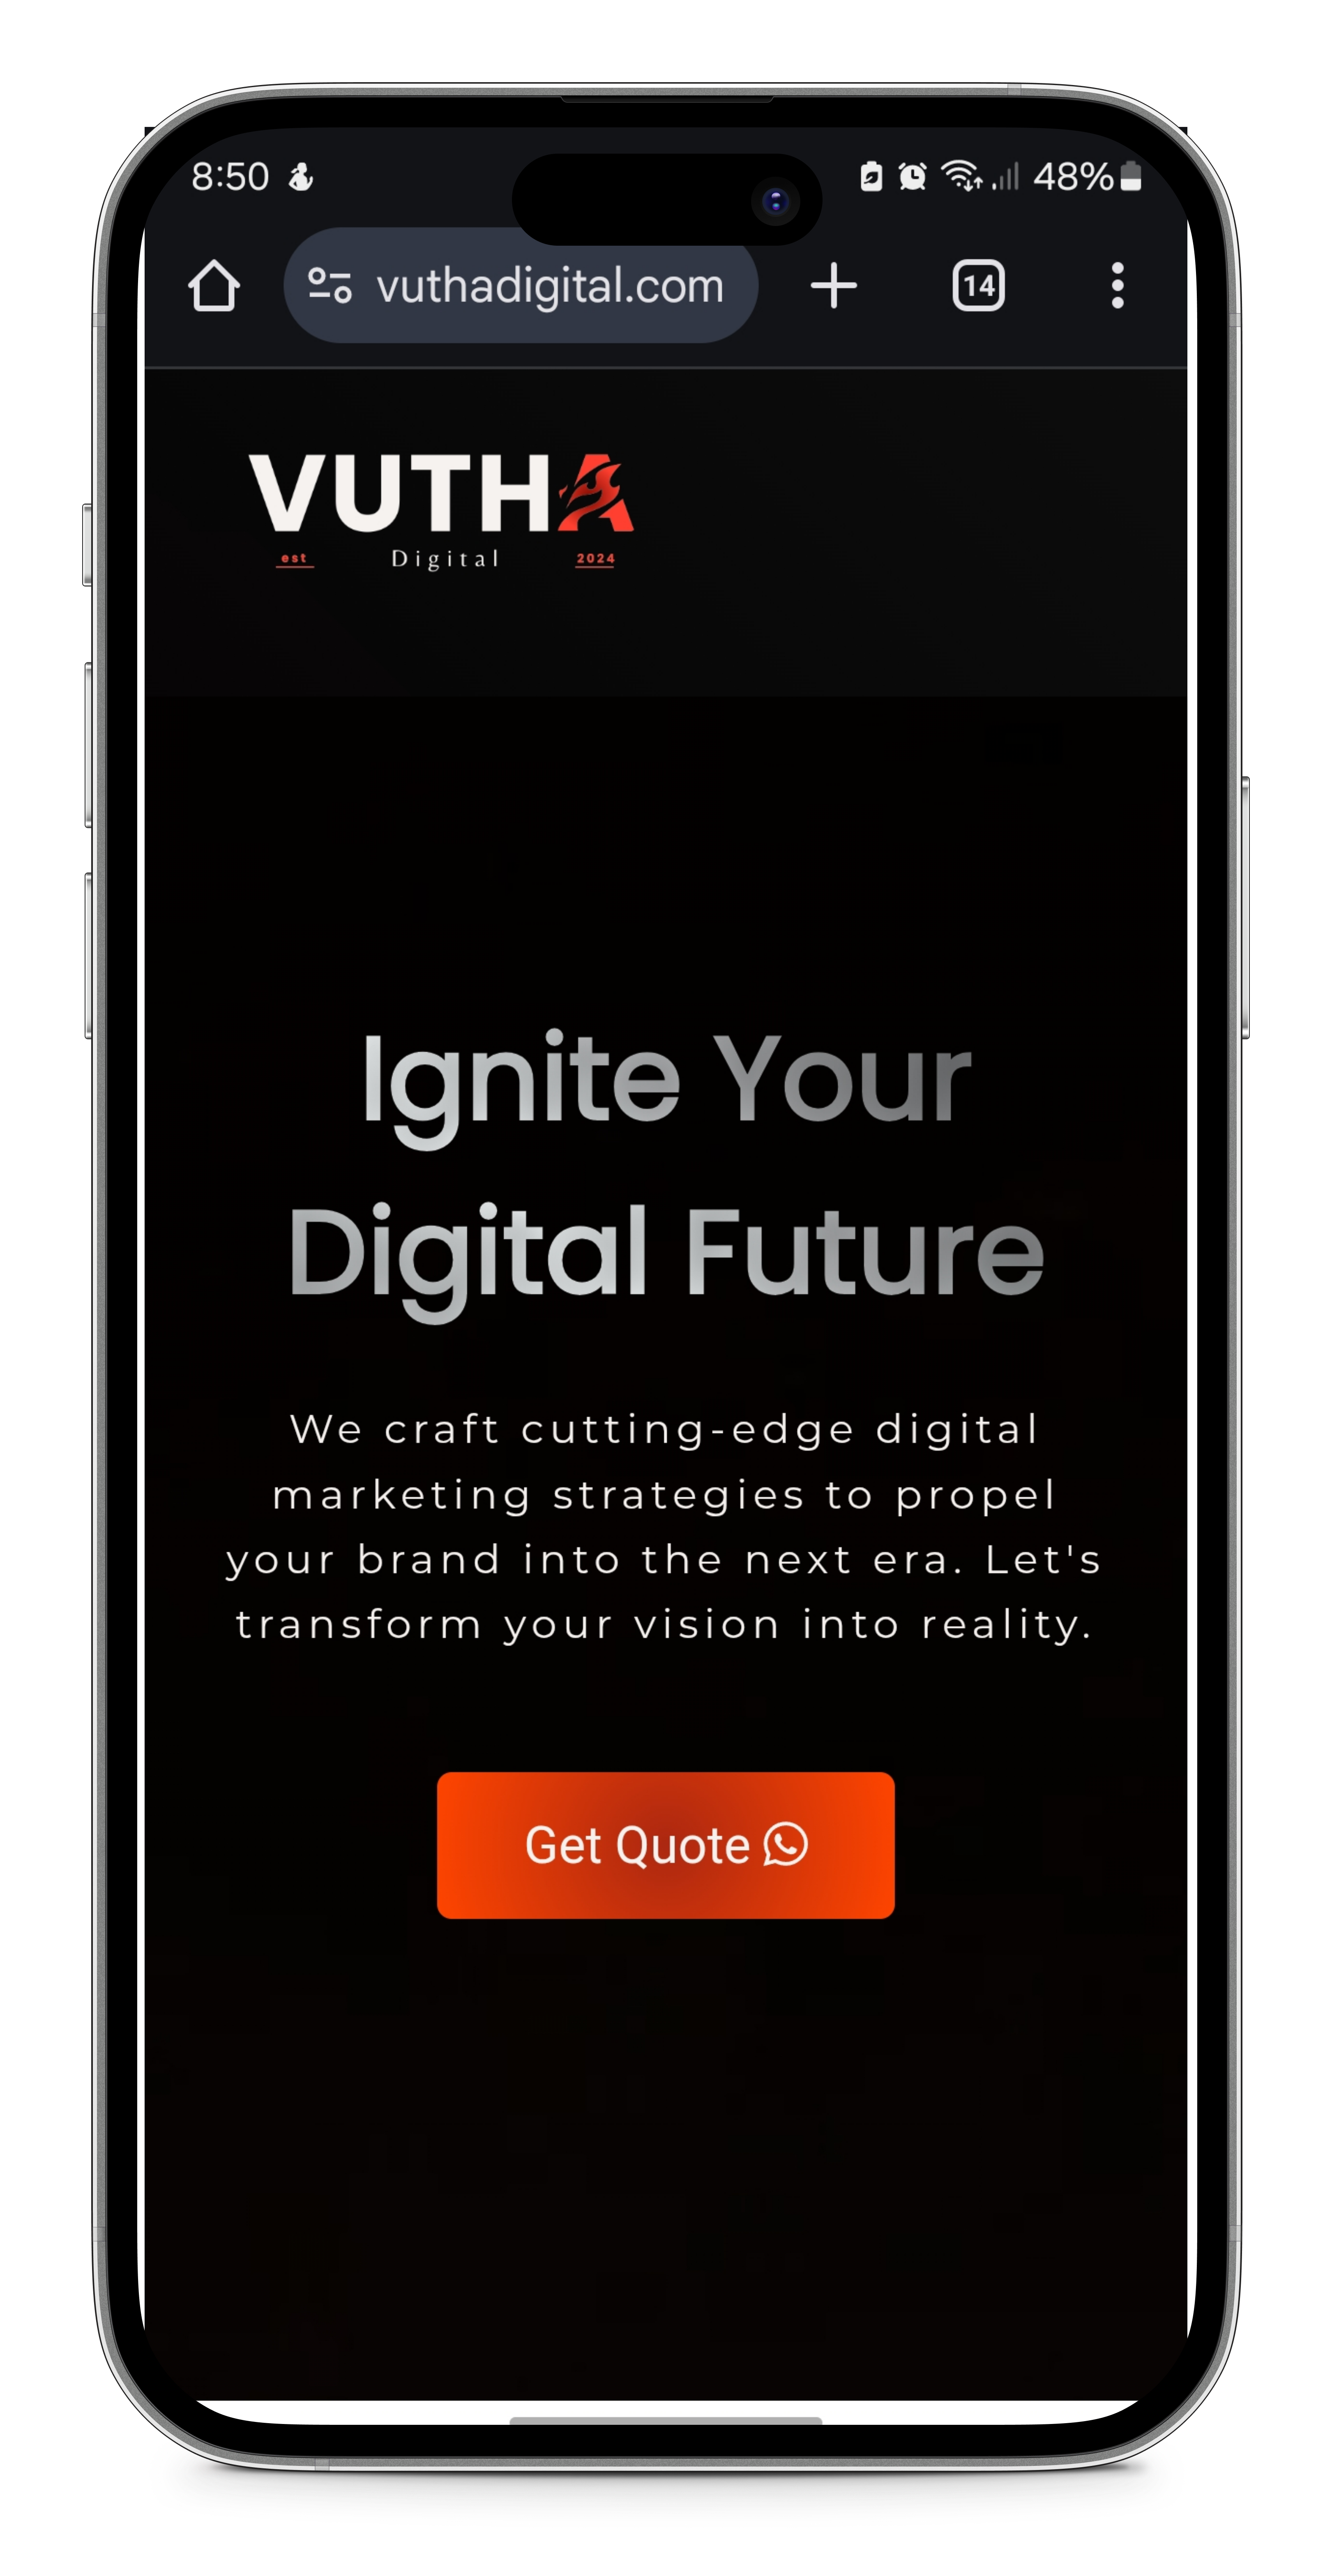 8:50 48%
vuthadigital.com 14
VUTHA
est Digital 2024
Ignite Your
Digital Future
We craft cutting-edge digital
marketing strategies to propel
your brand into the next era. Let's
transform your vision into reality.
Get Quote